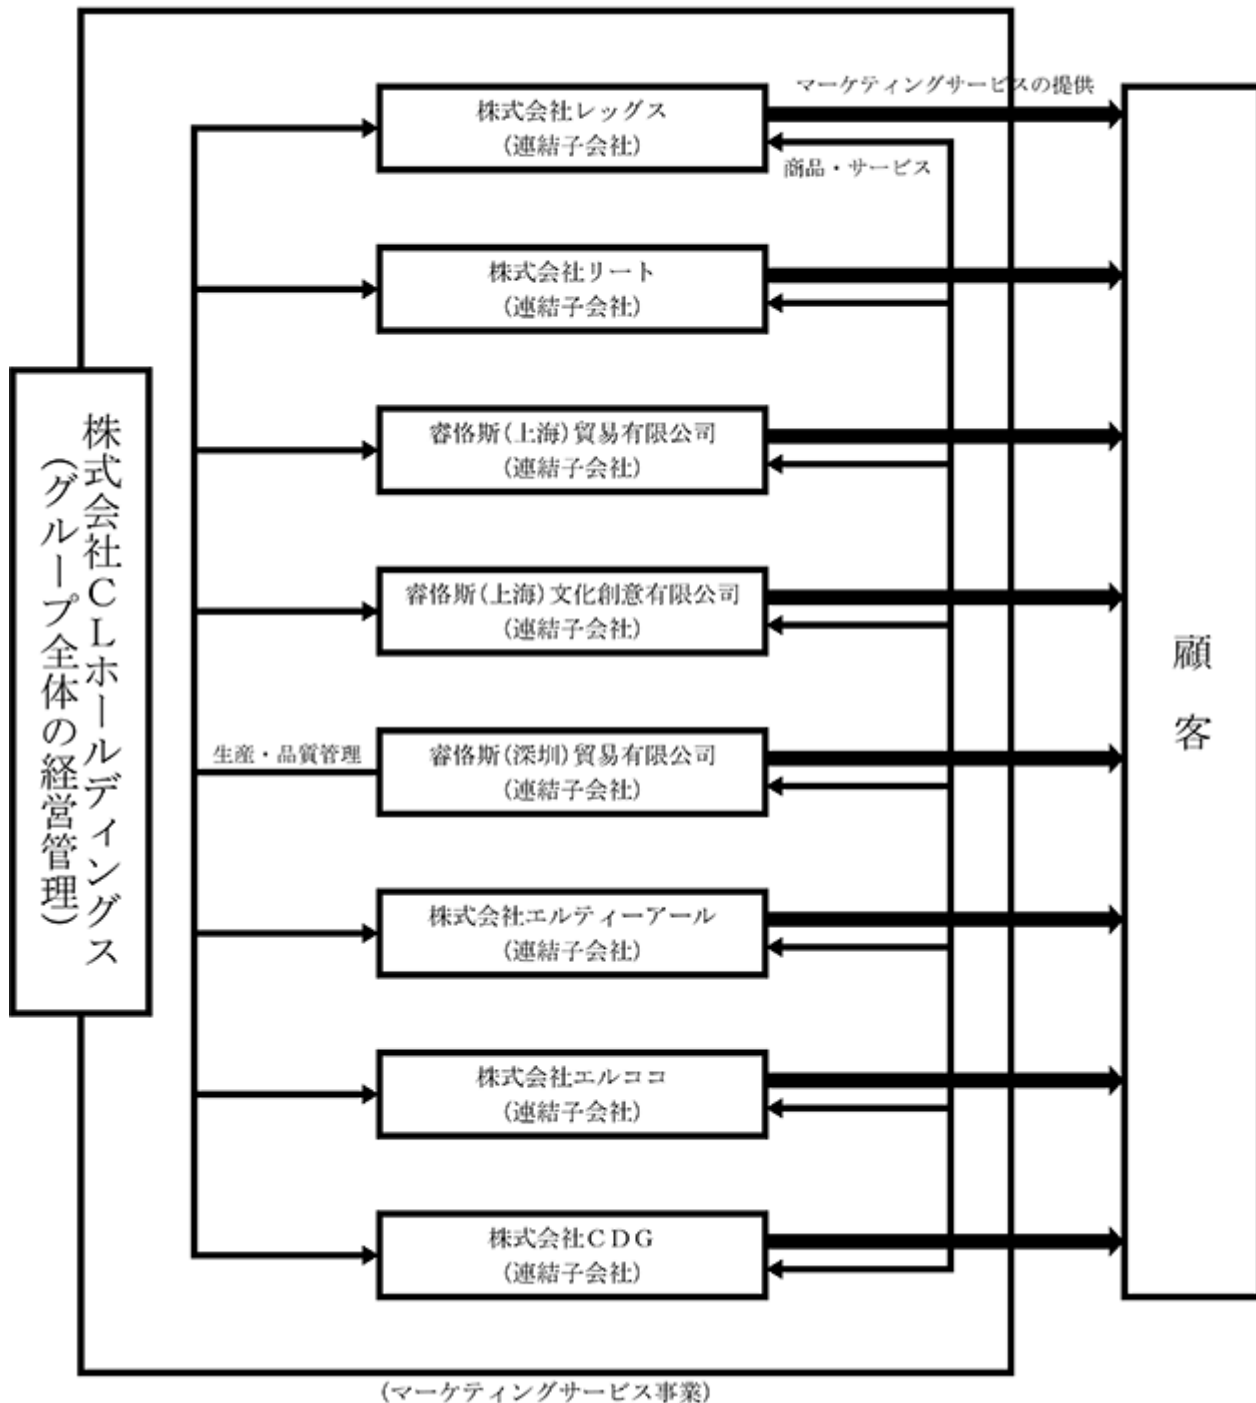 マーケティングサービスの提供
株式会社レッグス
(連結子会社)
商品・サービス
株式会社リート
(連結子会社)
睿恪斯(上海)貿易有限公司
(連結子会社)
株式会社CLホールディングス
(グループ全体の経営管理)
睿恪斯(上海)文化創意有限公司
(連結子会社)
顧客
生産・品質管理
睿恪斯(深圳)貿易有限公司
(連結子会社)
株式会社エルティーアール
(連結子会社)
株式会社エルココ
(連結子会社)
株式会社CDG
(連結子会社)
(マーケティングサービス事業)